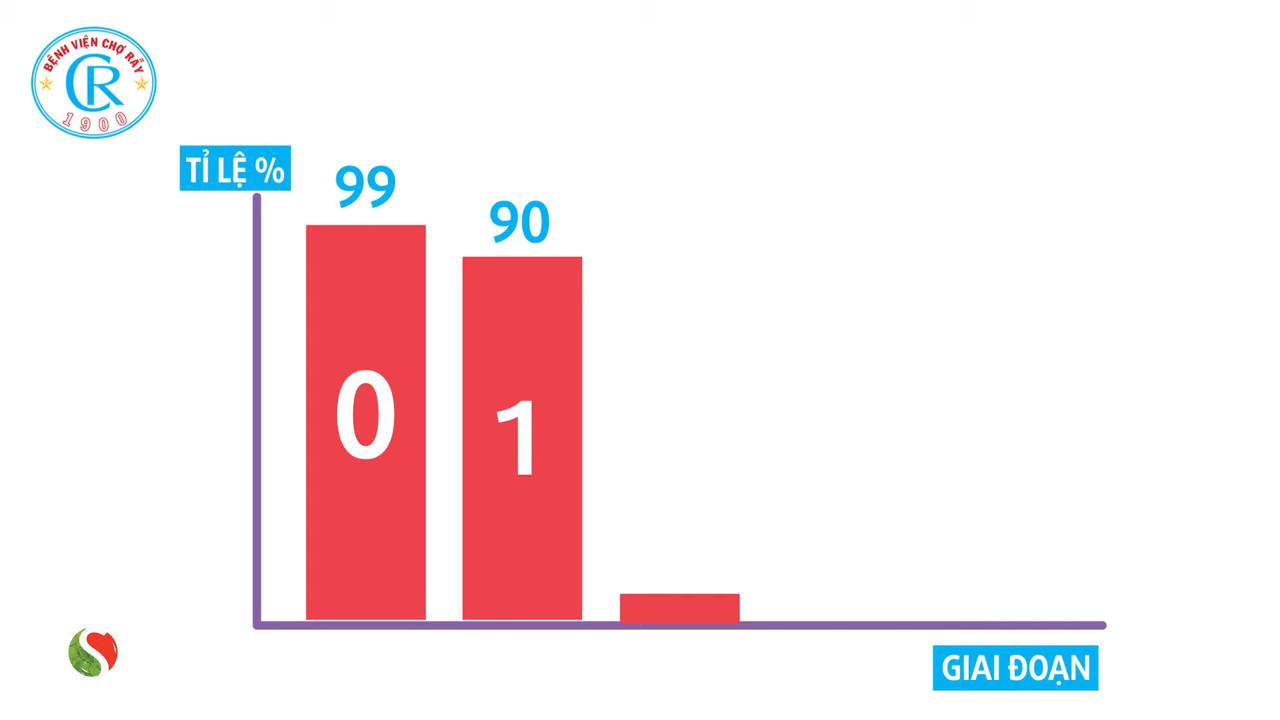 BỆNH VIỆN CHỢ RẪY
CR
1900
TỈ LỆ %
99
90
0
1
GIAI ĐOẠN